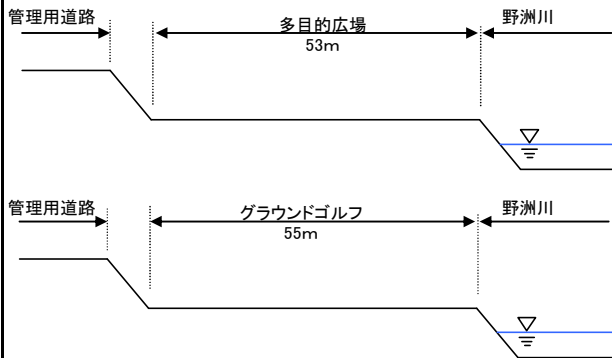 管理用道路
多目的広場
53m
野洲川
管理用道路
グラウンドゴルフ
55m
野洲川